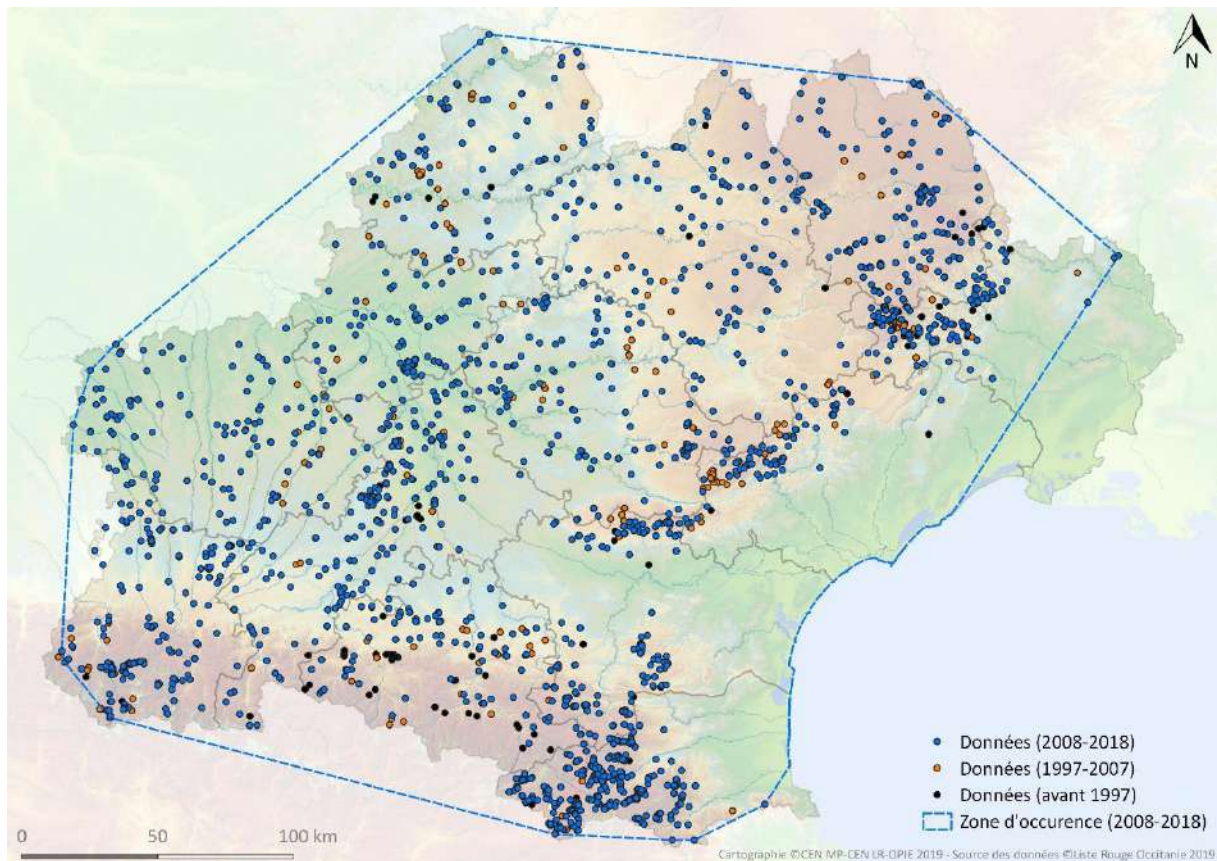 N
Données (2008-2018)
Données (1997-2007)
Données (avant 1997)
Zone d'occurence (2008-2018)
0 50 100 km
Cartographie ©CEN MP-CEN LR-OPIE 2019 - Source des données ©Liste Rouge Occitanie 2019